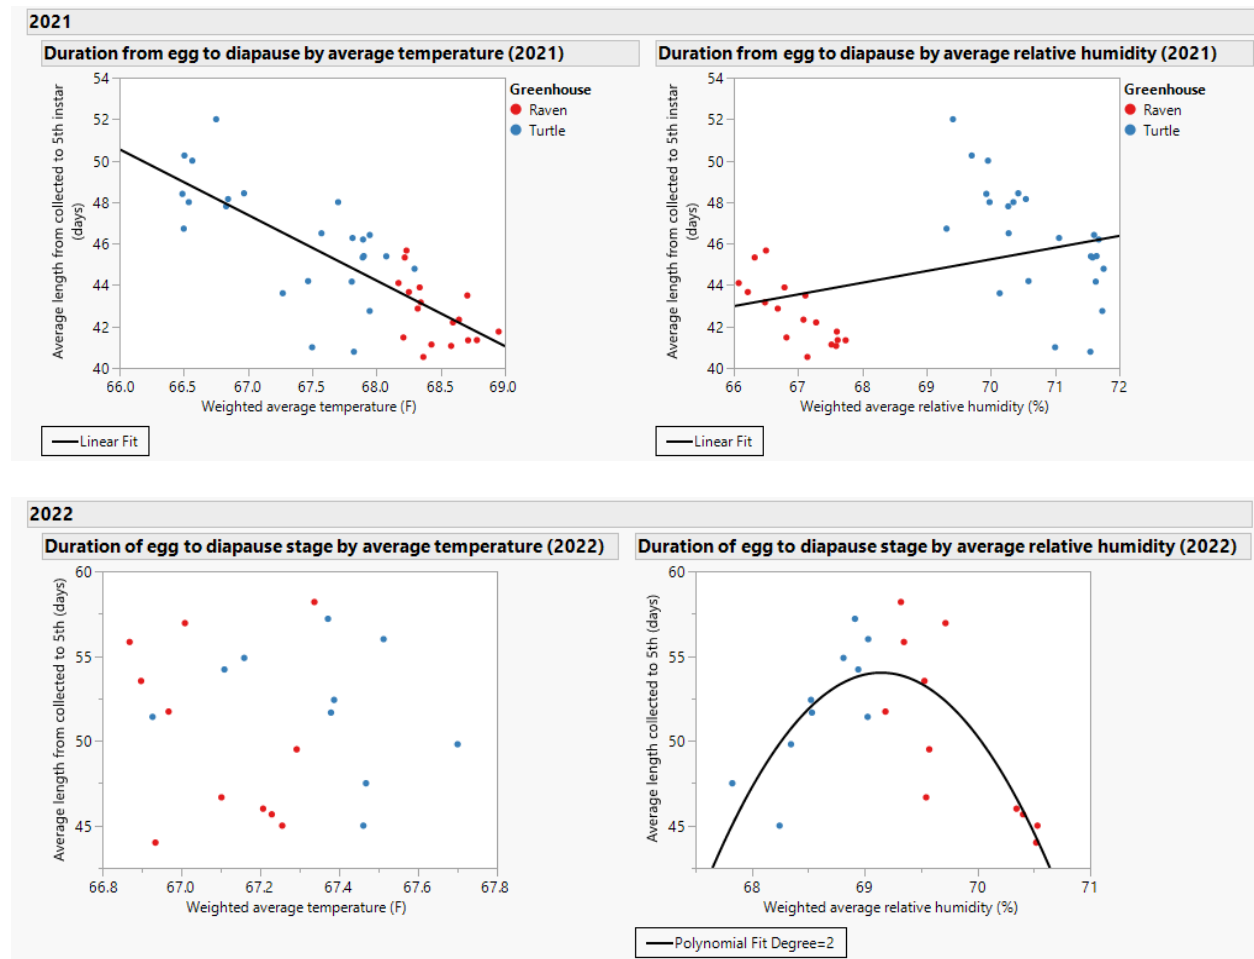 2021
Duration from egg to diapause by average temperature (2021)
Average length from collected to 5th instar
(days)
54
52
50
48
46
44
42
40
66.0 66.5 67.0 67.5 68.0 68.5 69.0
Weighted average temperature (F)
Greenhouse
Raven
Turtle
Linear Fit
Duration from egg to diapause by average relative humidity (2021)
Average length from collected to 5th instar
(days)
54
52
50
48
46
44
42
40
66 67 68 69 70 71 72
Weighted average relative humidity (%)
Greenhouse
Raven
Turtle
Linear Fit
2022
Duration of egg to diapause stage by average temperature (2022)
Average length from collected to 5th (days)
60
55
50
45
66.8 67.0 67.2 67.4 67.6 67.8
Weighted average temperature (F)
Duration of egg to diapause stage by average relative humidity (2022)
Average length collected to 5th (days)
60
55
50
45
68 69 70 71
Weighted average relative humidity (%)
Polynomial Fit Degree=2